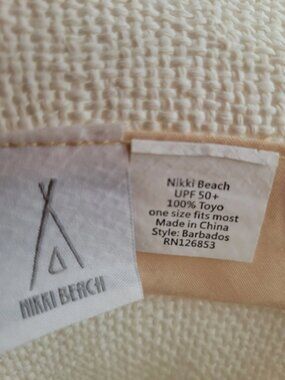 NIKKI BEACH
Nikki Beach
UPF 50+
100% Toyo
one size fits most
Made in China
Style: Barbados
RN126853